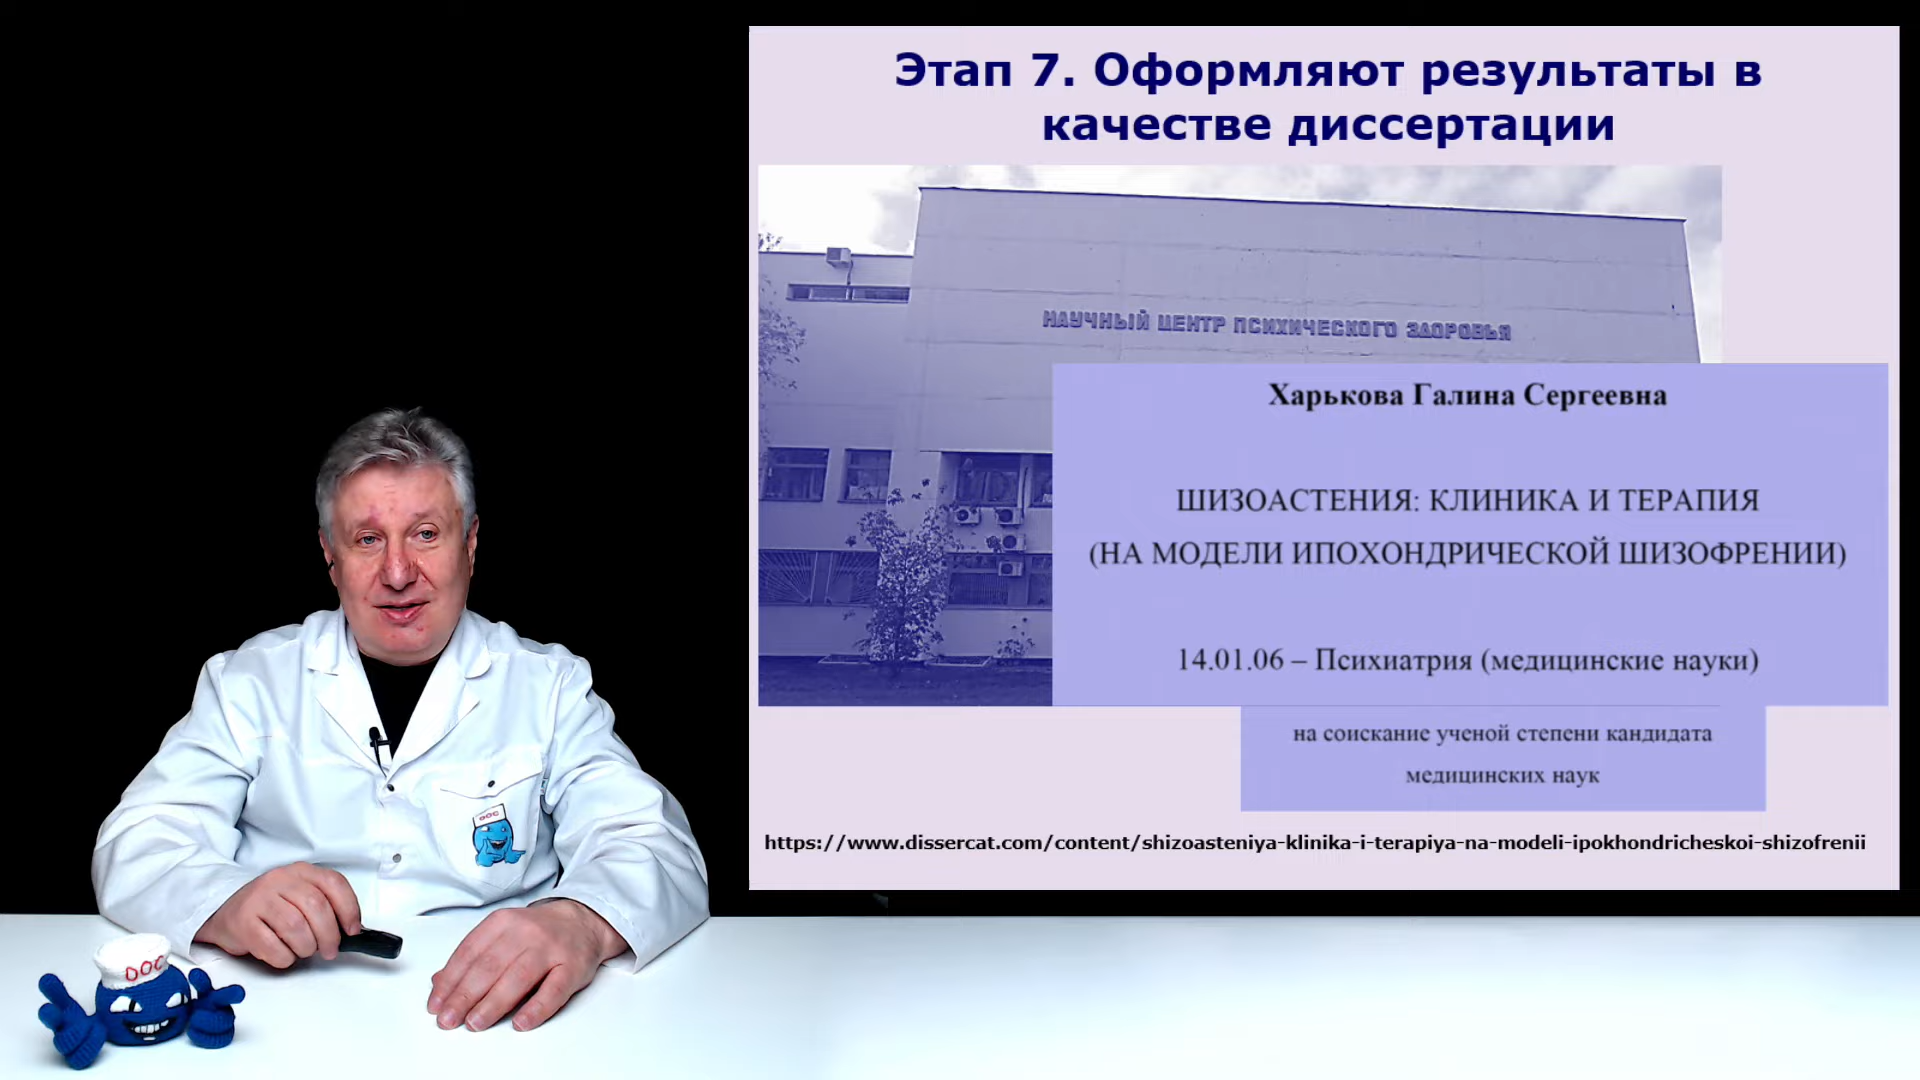 Этап 7. Оформляют результаты в
качестве диссертации
НАУЧНЫЙ ЦЕНТР ПСИХИЧЕСКОГО ЗДОРОВЬЯ
Харькова Галина Сергеевна
ШИЗОАСТЕНИЯ: КЛИНИКА И ТЕРАПИЯ
(НА МОДЕЛИ ИПОХОНДРИЧЕСКОЙ ШИЗОФРЕНИИ)
14.01.06 – Психиатрия (медицинские науки)
на соискание ученой степени кандидата
медицинских наук
https://www.dissercat.com/content/shizoasteniya-klinika-i-terapiya-na-modeli-ipokhondricheskoi-shizofrenii
DOC
DOC